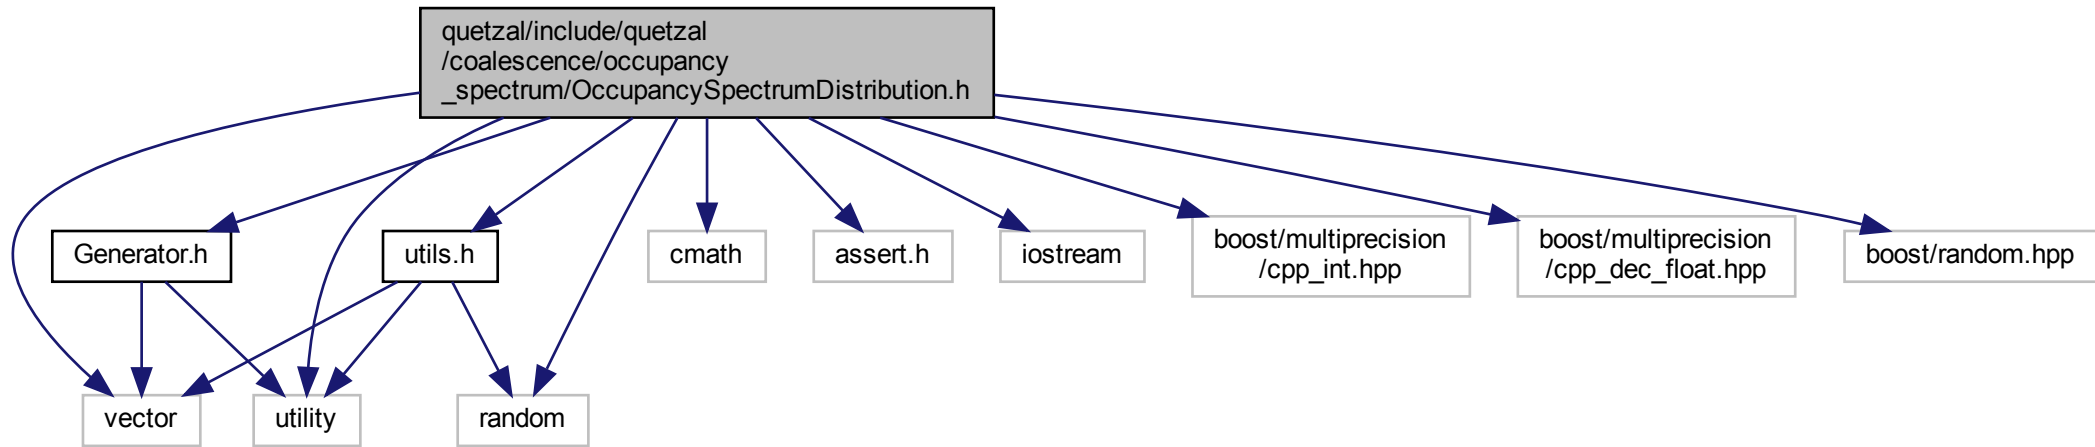 quetzal/include/quetzal
/coalescence/occupancy
_spectrum/OccupancySpectrumDistribution.h
Generator.h
utils.h
cmath
assert.h
iostream
boost/multiprecision
/cpp_int.hpp
boost/multiprecision
/cpp_dec_float.hpp
boost/random.hpp
vector
utility
random